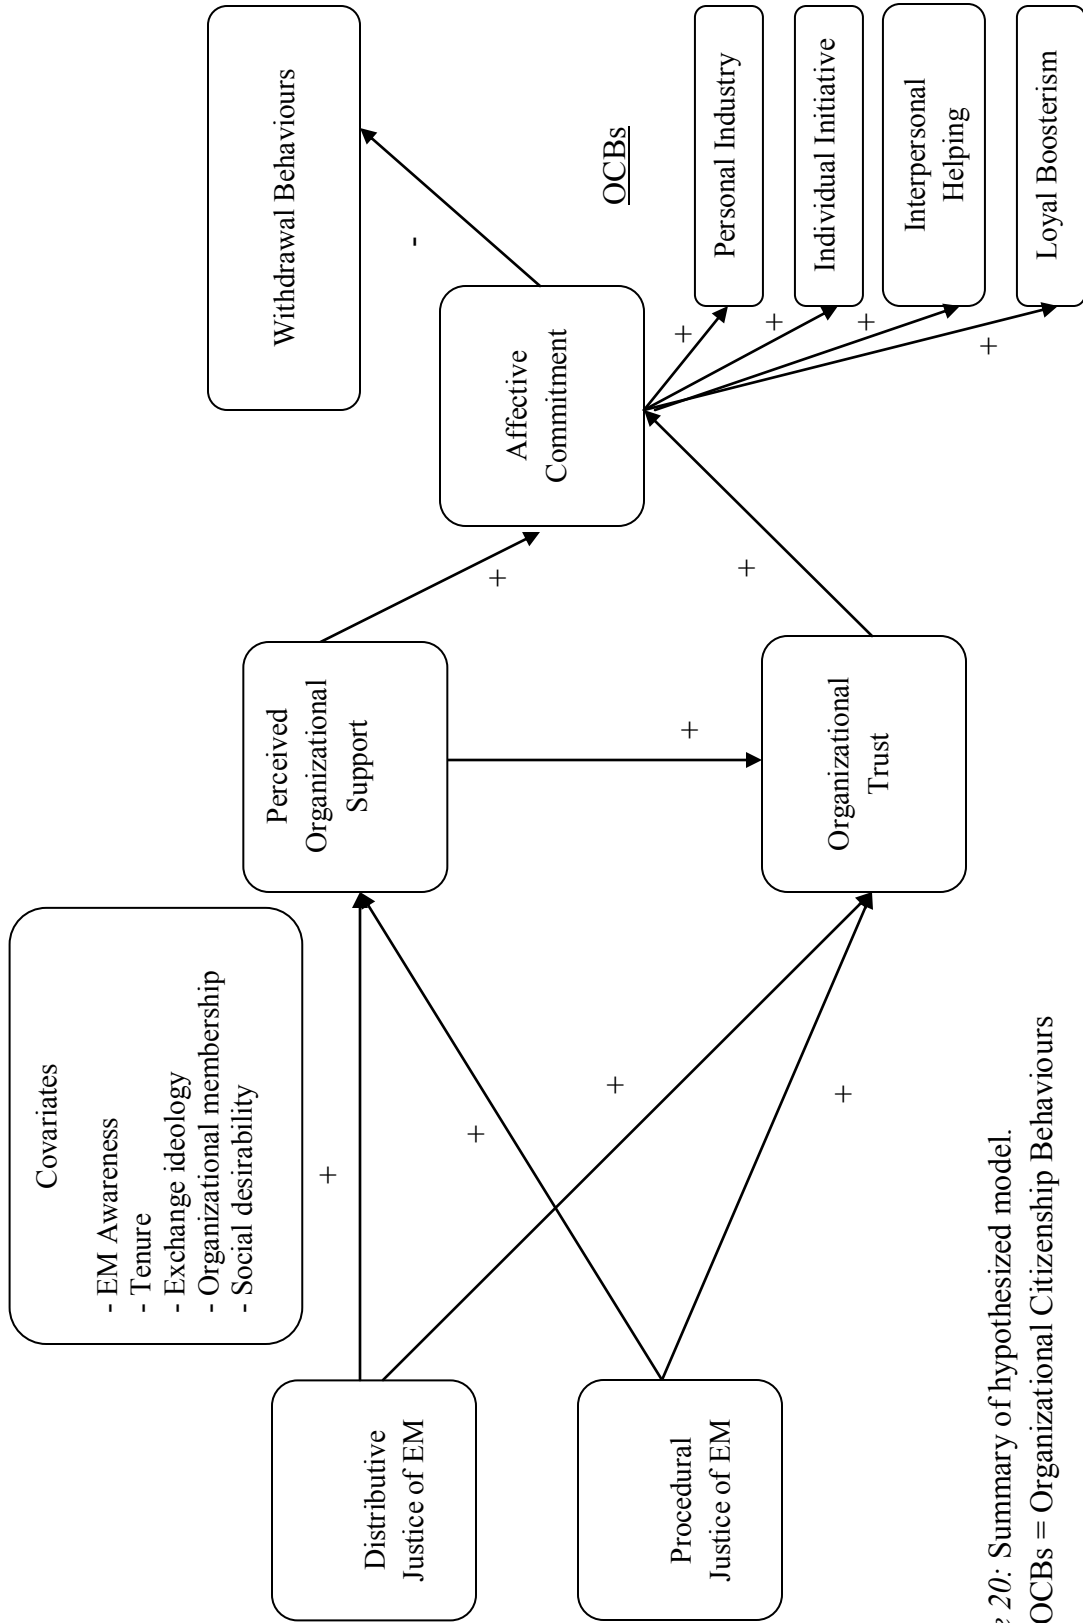 Covariates
- EM Awareness
- Tenure
- Exchange ideology
- Organizational membership
- Social desirability
Distributive
Justice of EM
Procedural
Justice of EM
+
+
+
+
Perceived
Organizational
Support
+
Organizational
Trust
+
+
Affective
Commitment
-
Withdrawal Behaviours
OCBs
+
+
+
+
Personal Industry
Individual Initiative
Interpersonal
Helping
Loyal Boosterism
20: Summary of hypothesized model.
OCBs = Organizational Citizenship Behaviours